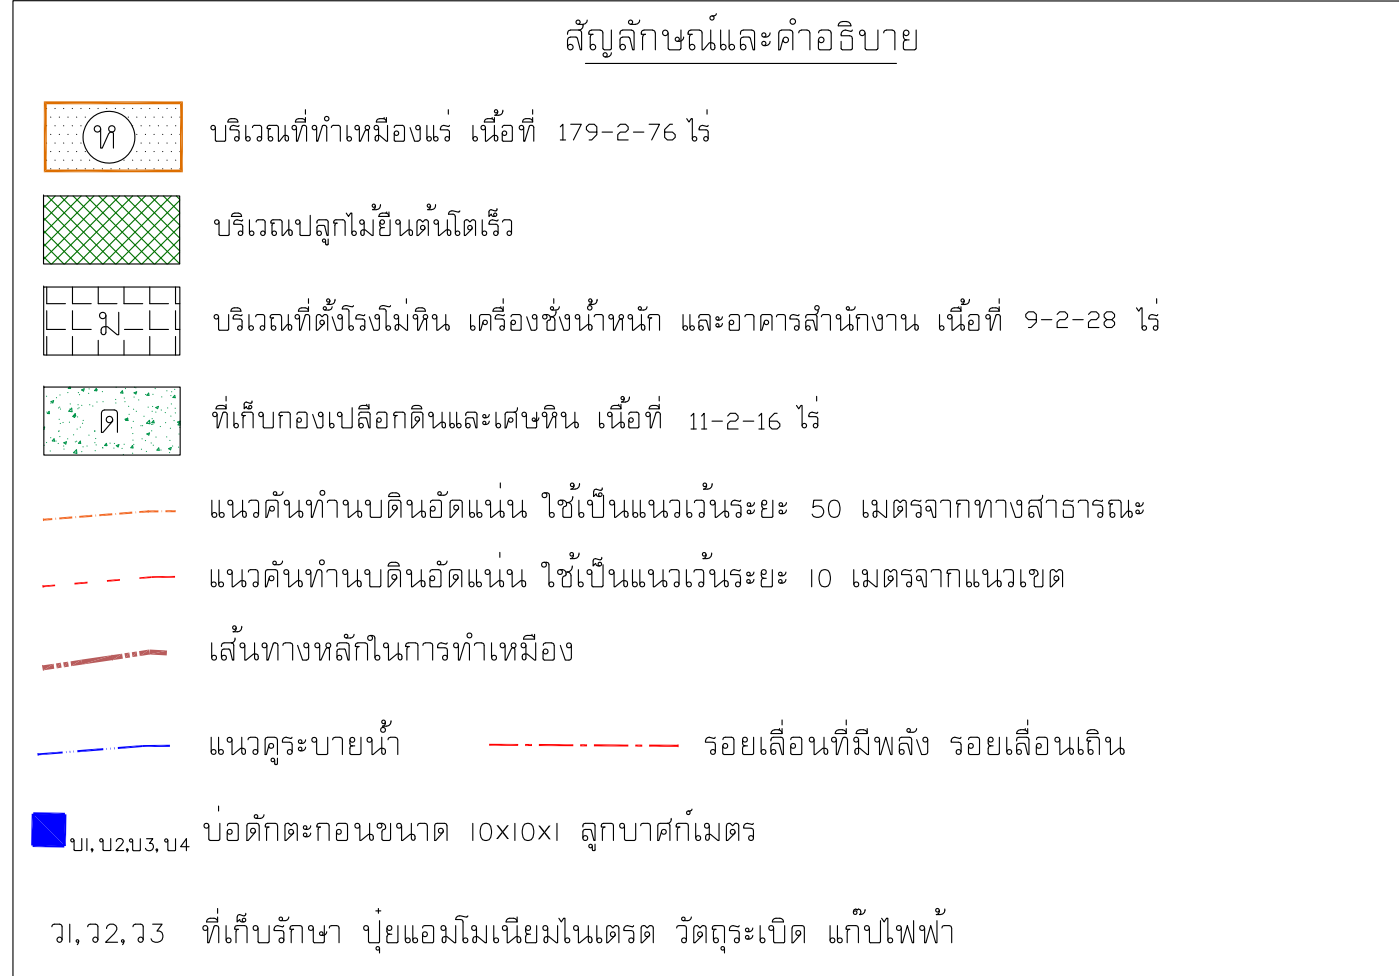 สัญลักษณ์และคำอธิบาย
ห บริเวณที่ทำเหมืองแร่ เนื้อที่ 179-2-76 ไร่
บริเวณปลูกไม้ยืนต้นโตเร็ว
ม บริเวณที่ตั้งโรงโม่หิน เครื่องชั่งน้ำหนัก และอาคารสำนักงาน เนื้อที่ 9-2-28 ไร่
ด ที่เก็บกองเปลือกดินและเศษหิน เนื้อที่ 11-2-16 ไร่
แนวคันทำนบดินอัดแน่น ใช้เป็นแนวเว้นระยะ 50 เมตรจากทางสาธารณะ
แนวคันทำนบดินอัดแน่น ใช้เป็นแนวเว้นระยะ 10 เมตรจากแนวเขต
เส้นทางหลักในการทำเหมือง
แนวคูระบายน้ำ รอยเลื่อนที่มีพลัง รอยเลื่อนเถิน
บ1, บ2,บ3, บ4 บ่อดักตะกอนขนาด 10x10x1 ลูกบาศก์เมตร
ว1, ว2, ว3 ที่เก็บรักษา ปุ๋ยแอมโมเนียมไนเตรต วัตถุระเบิด แก๊ปไฟฟ้า